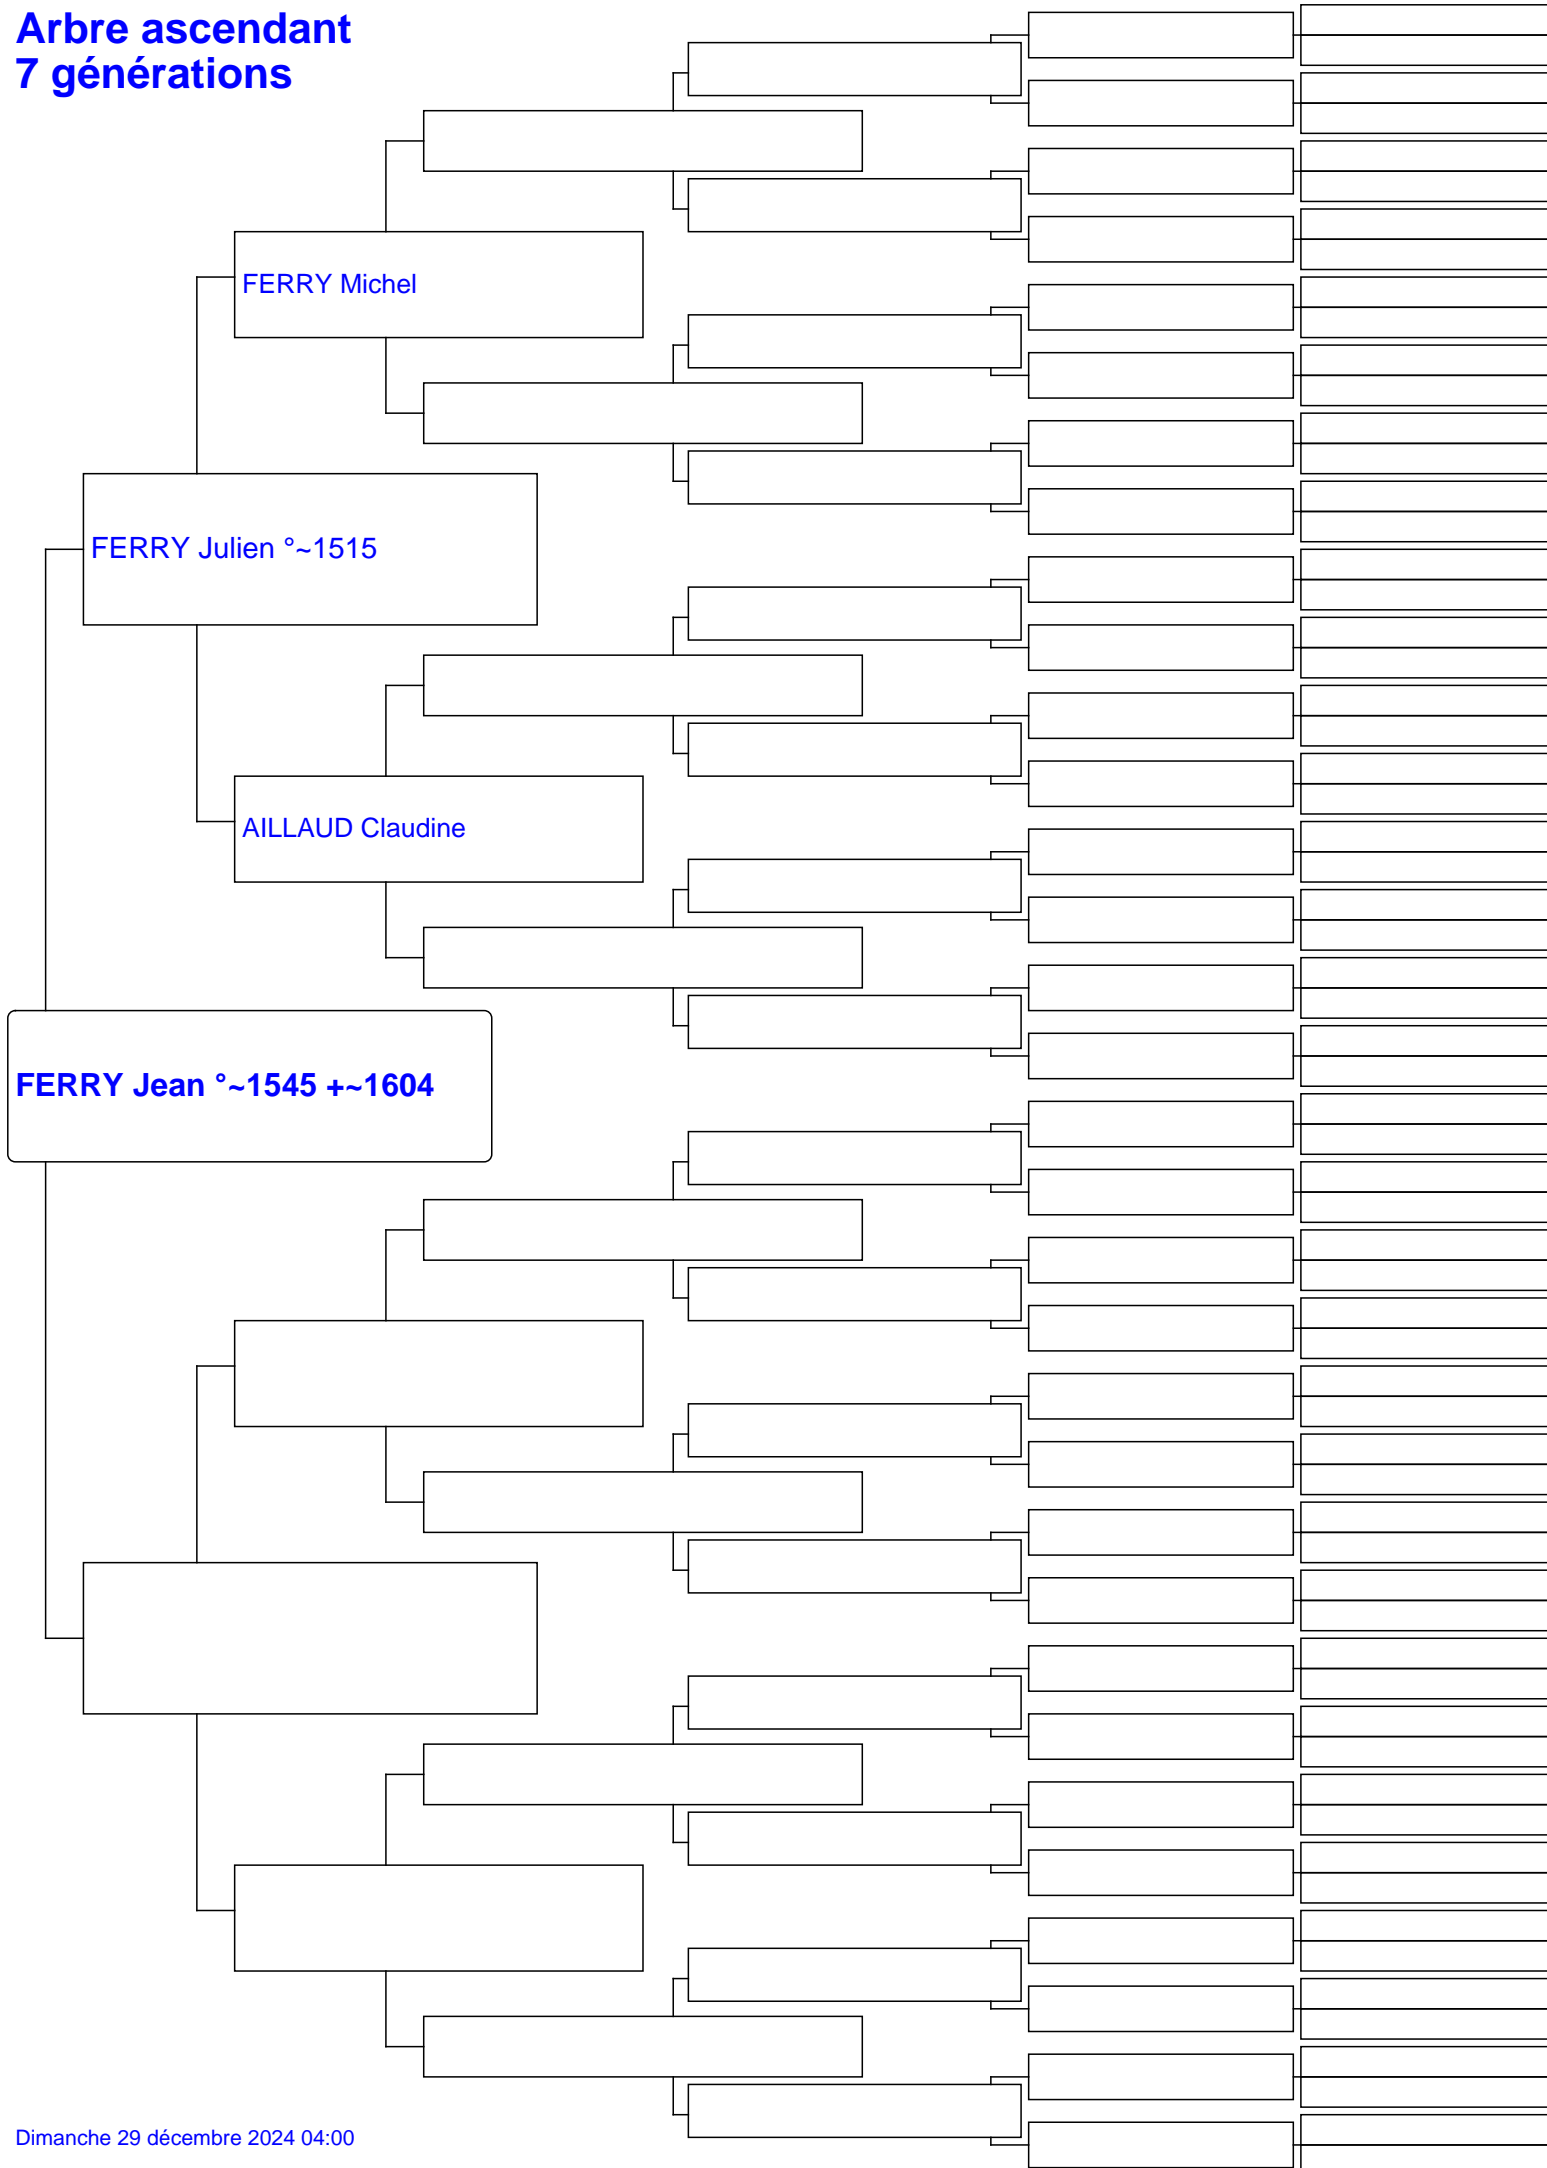 Arbre ascendant
7 générations
FERRY Michel
FERRY Julien °~1515
AILLAUD Claudine
FERRY Jean °~1545 +~1604
Dimanche 29 décembre 2024 04:00